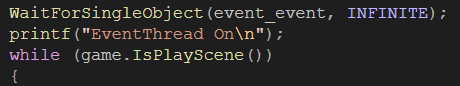 WaitForSingleObject(event_event, INFINITE);
printf("EventThread On\n");
while (game.IsPlayScene())
{